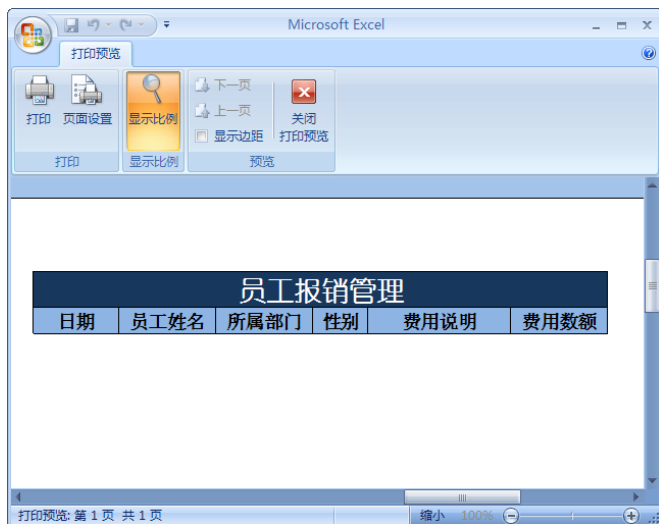 Microsoft Excel
打印预览
打印
页面设置
显示比例
下一页
上一页
显示边距
关闭
打印预览
打印
显示比例
预览
员工报销管理
日期 员工姓名 所属部门 性别 费用说明 费用数额
打印预览: 第 1 页 共 1 页
缩小 100%